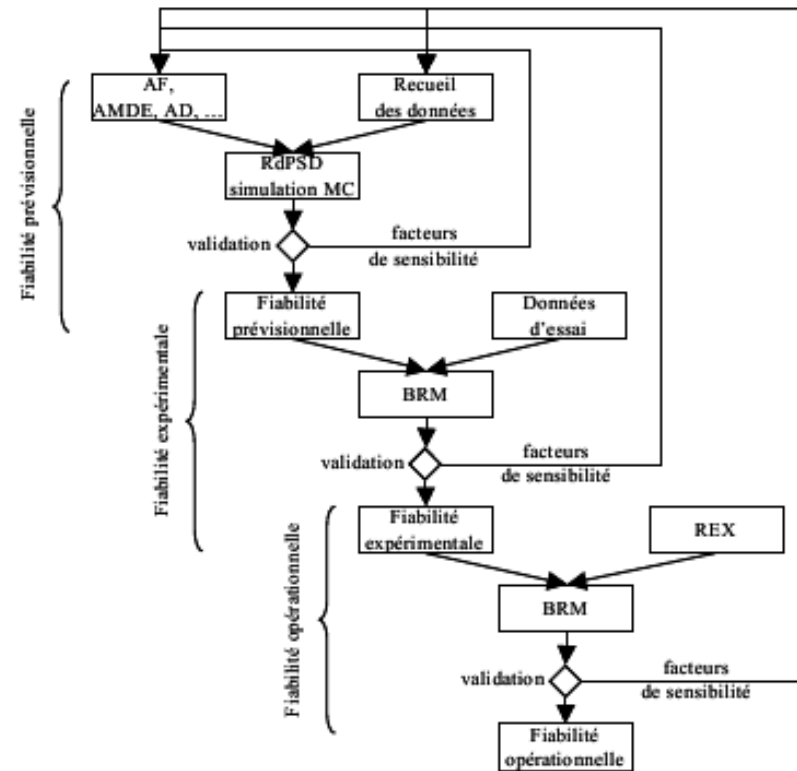 AF,
AMDE, AD, ...
Recueil
des données
RdPSD
simulation MC
validation
facteurs
de sensibilité
Fiabilité prévisionnelle
Fiabilité
prévisionnelle
Données
d'essai
BRM
validation
facteurs
de sensibilité
Fiabilité expérimentale
Fiabilité
expérimentale
REX
BRM
validation
facteurs
de sensibilité
Fiabilité opérationnelle
Fiabilité
opérationnelle